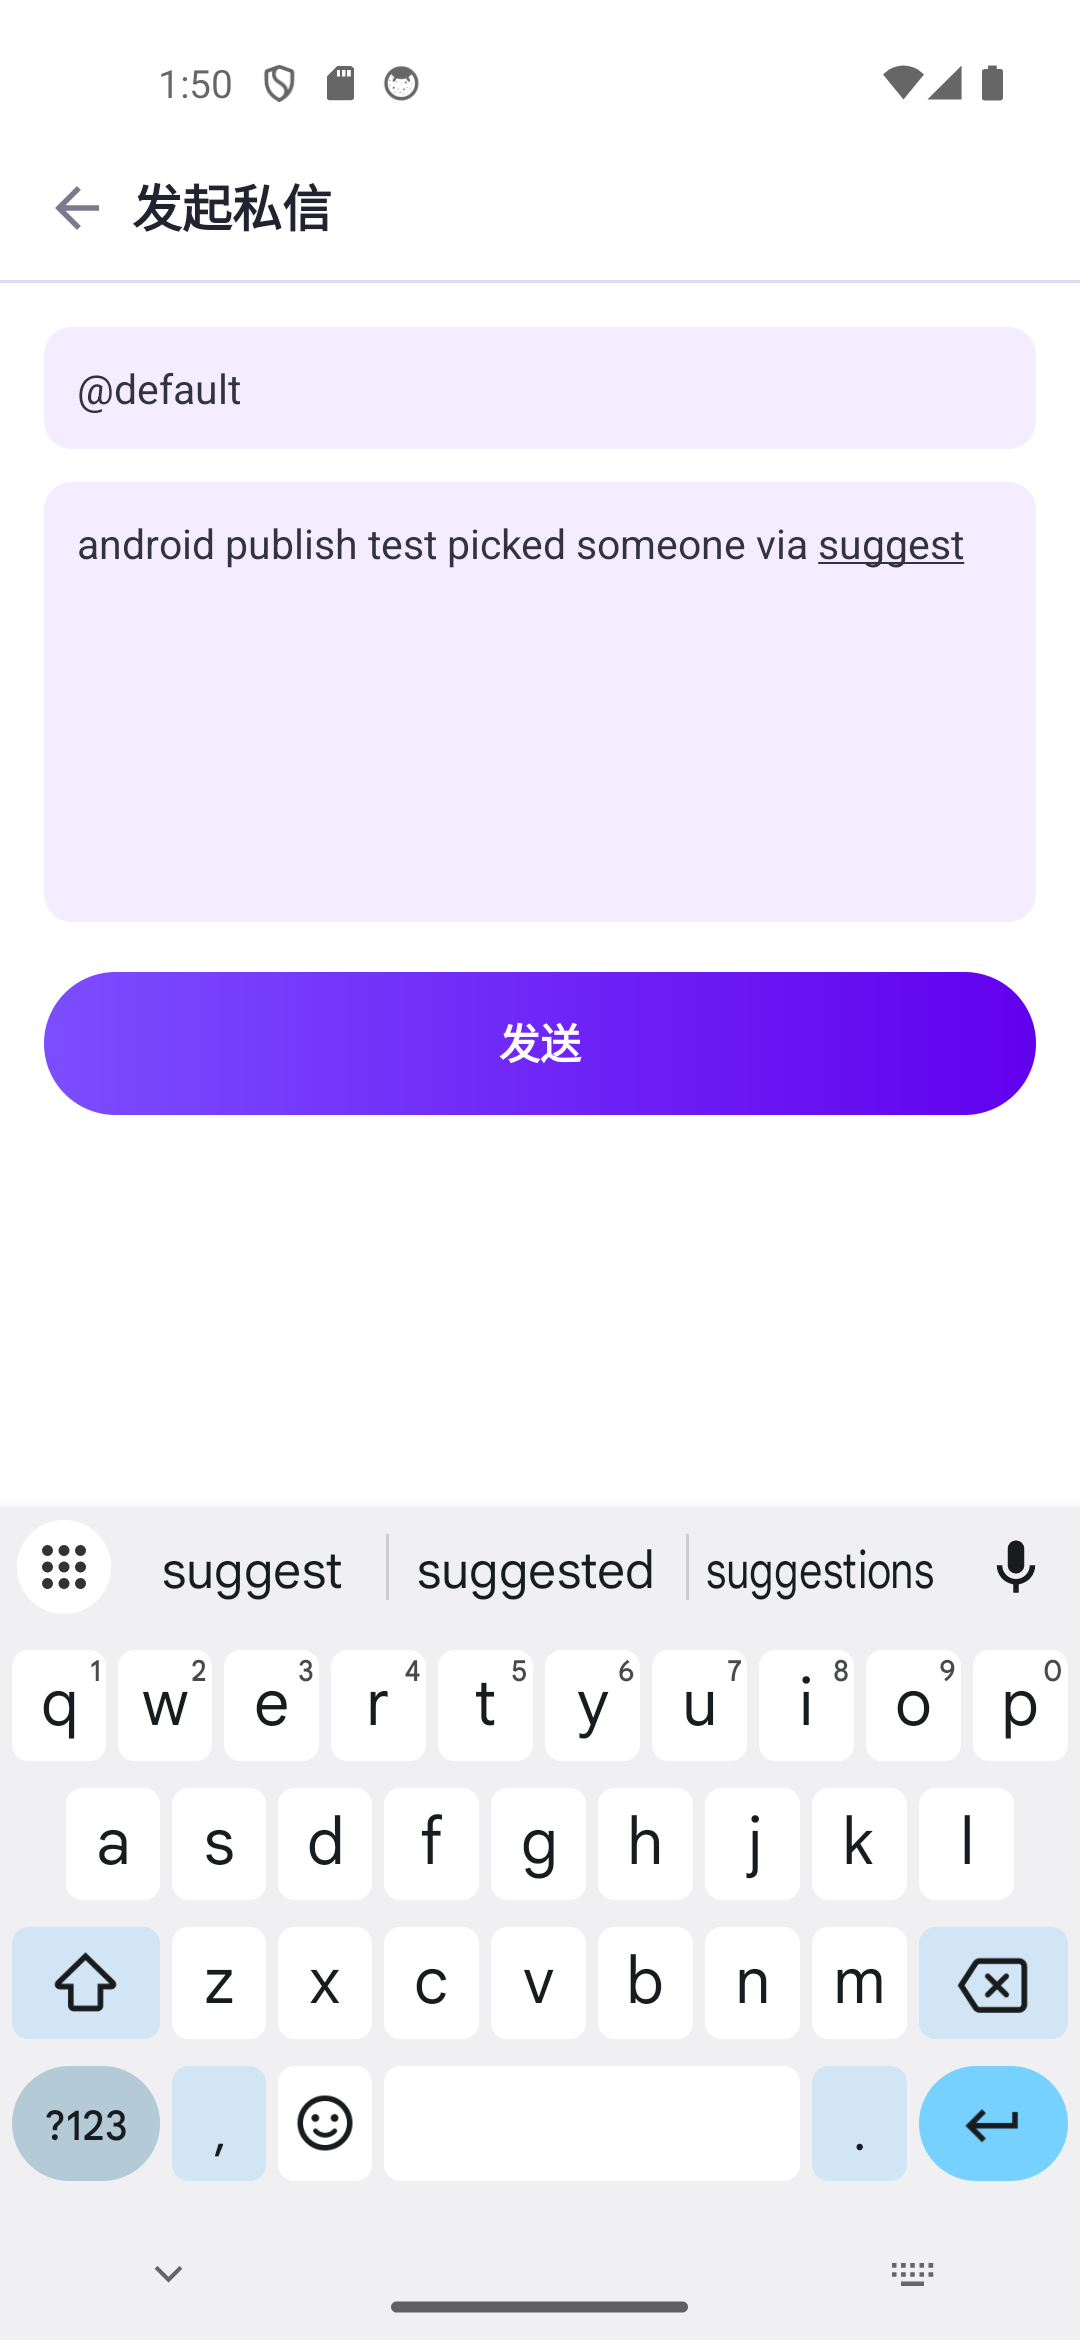 1:50
发起私信
@default
android publish test picked someone via suggest
发送
suggest suggested suggestions
q 1 w 2 e 3 r 4 t 5 y 6 u 7 i 8 o 9 p 0
a s d f g h j k l
z x c v b n m
?123 , .